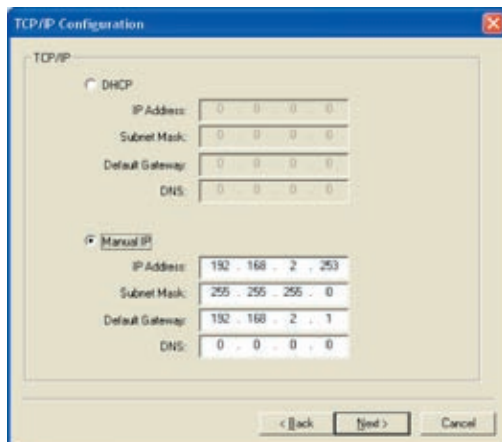 TCP/IP Configuration
TCP/IP
DHCP
IP Address: 0 . 0 . 0 . 0
Subnet Mask: 0 . 0 . 0 . 0
Default Gateway: 0 . 0 . 0 . 0
DNS: 0 . 0 . 0 . 0
Manual IP
IP Address: 192 . 168 . 2 . 253
Subnet Mask: 255 . 255 . 255 . 0
Default Gateway: 192 . 168 . 2 . 1
DNS: 0 . 0 . 0 . 0
< Back Next > Cancel